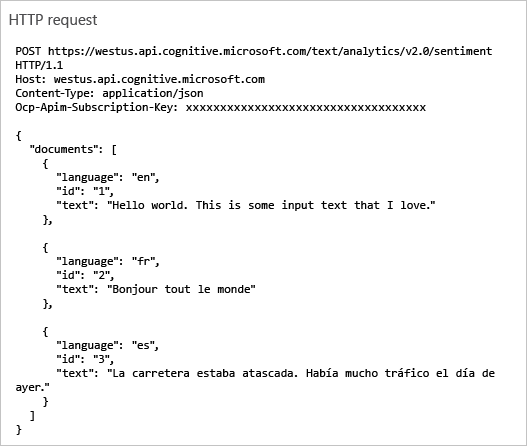 HTTP request
POST https://westus.api.cognitive.microsoft.com/text/analytics/v2.0/sentiment
HTTP/1.1
Host: westus.api.cognitive.microsoft.com
Content-Type: application/json
Ocp-Apim-Subscription-Key: xxxxxxxxxxxxxxxxxxxxxxxxxxxxxxxxxxx
{
"documents": [
{
"language": "en",
"id": "1",
"text": "Hello world. This is some input text that I love."
},
{
"language": "fr",
"id": "2",
"text": "Bonjour tout le monde"
},
{
"language": "es",
"id": "3",
"text": "La carretera estaba atascada. Había mucho tráfico el día de
ayer."
}
]
}